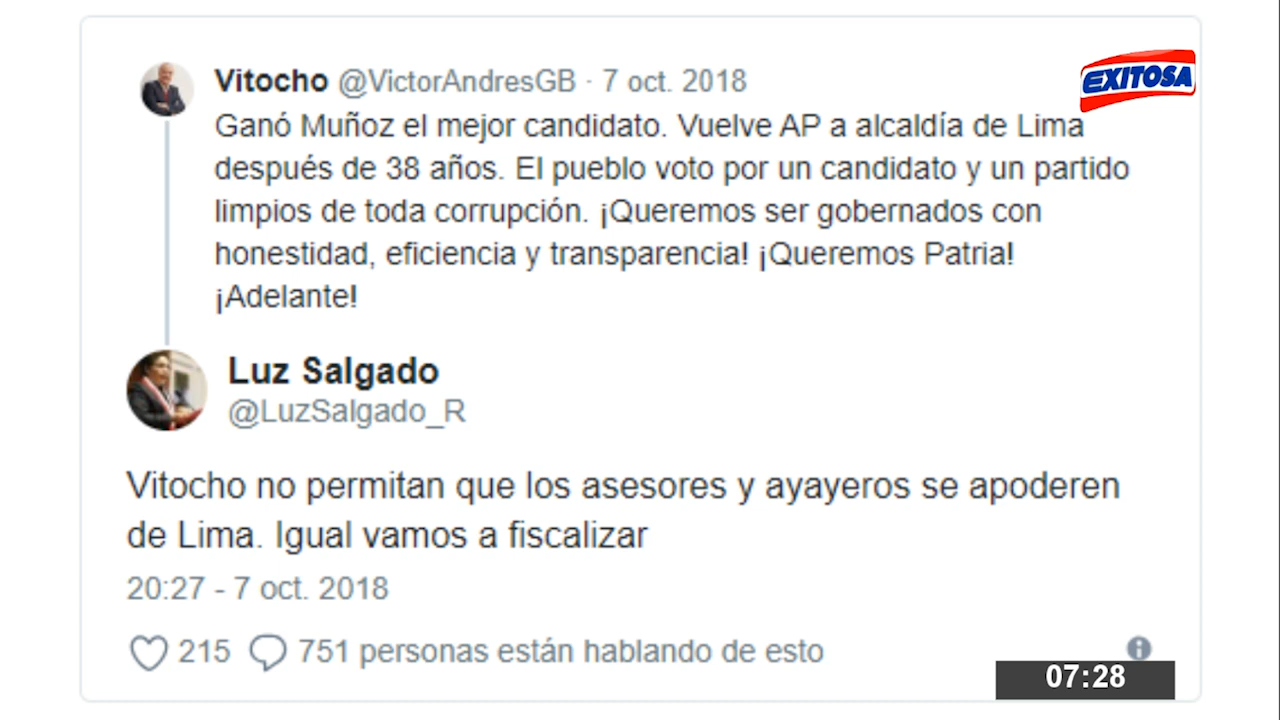 Vitocho @VictorAndresGB · 7 oct. 2018
EXITOSA
Ganó Muñoz el mejor candidato. Vuelve AP a alcaldía de Lima
después de 38 años. El pueblo voto por un candidato y un partido
limpios de toda corrupción. ¡Queremos ser gobernados con
honestidad, eficiencia y transparencia! ¡Queremos Patria!
¡Adelante!
Luz Salgado
@LuzSalgado_R
Vitocho no permitan que los asesores y ayayeros se apoderen
de Lima. Igual vamos a fiscalizar
20:27 - 7 oct. 2018
215 751 personas están hablando de esto
07:28